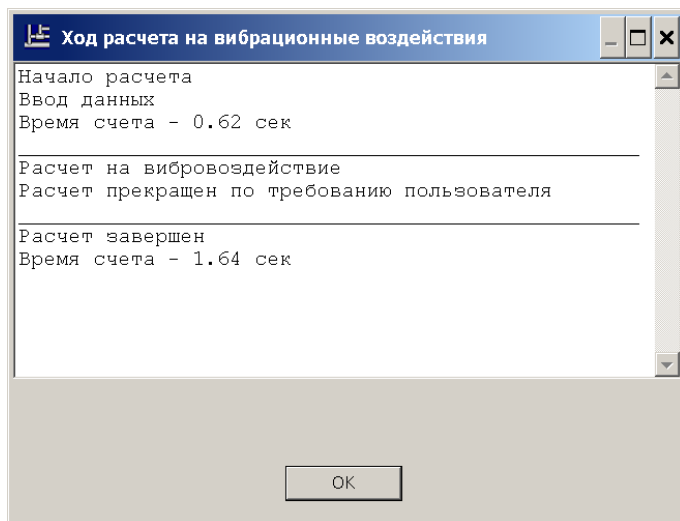 Ход расчета на вибрационные воздействия
Начало расчета
Ввод данных
Время счета - 0.62 сек
Расчет на вибровоздействие
Расчет прекращен по требованию пользователя
Расчет завершен
Время счета - 1.64 сек
OK